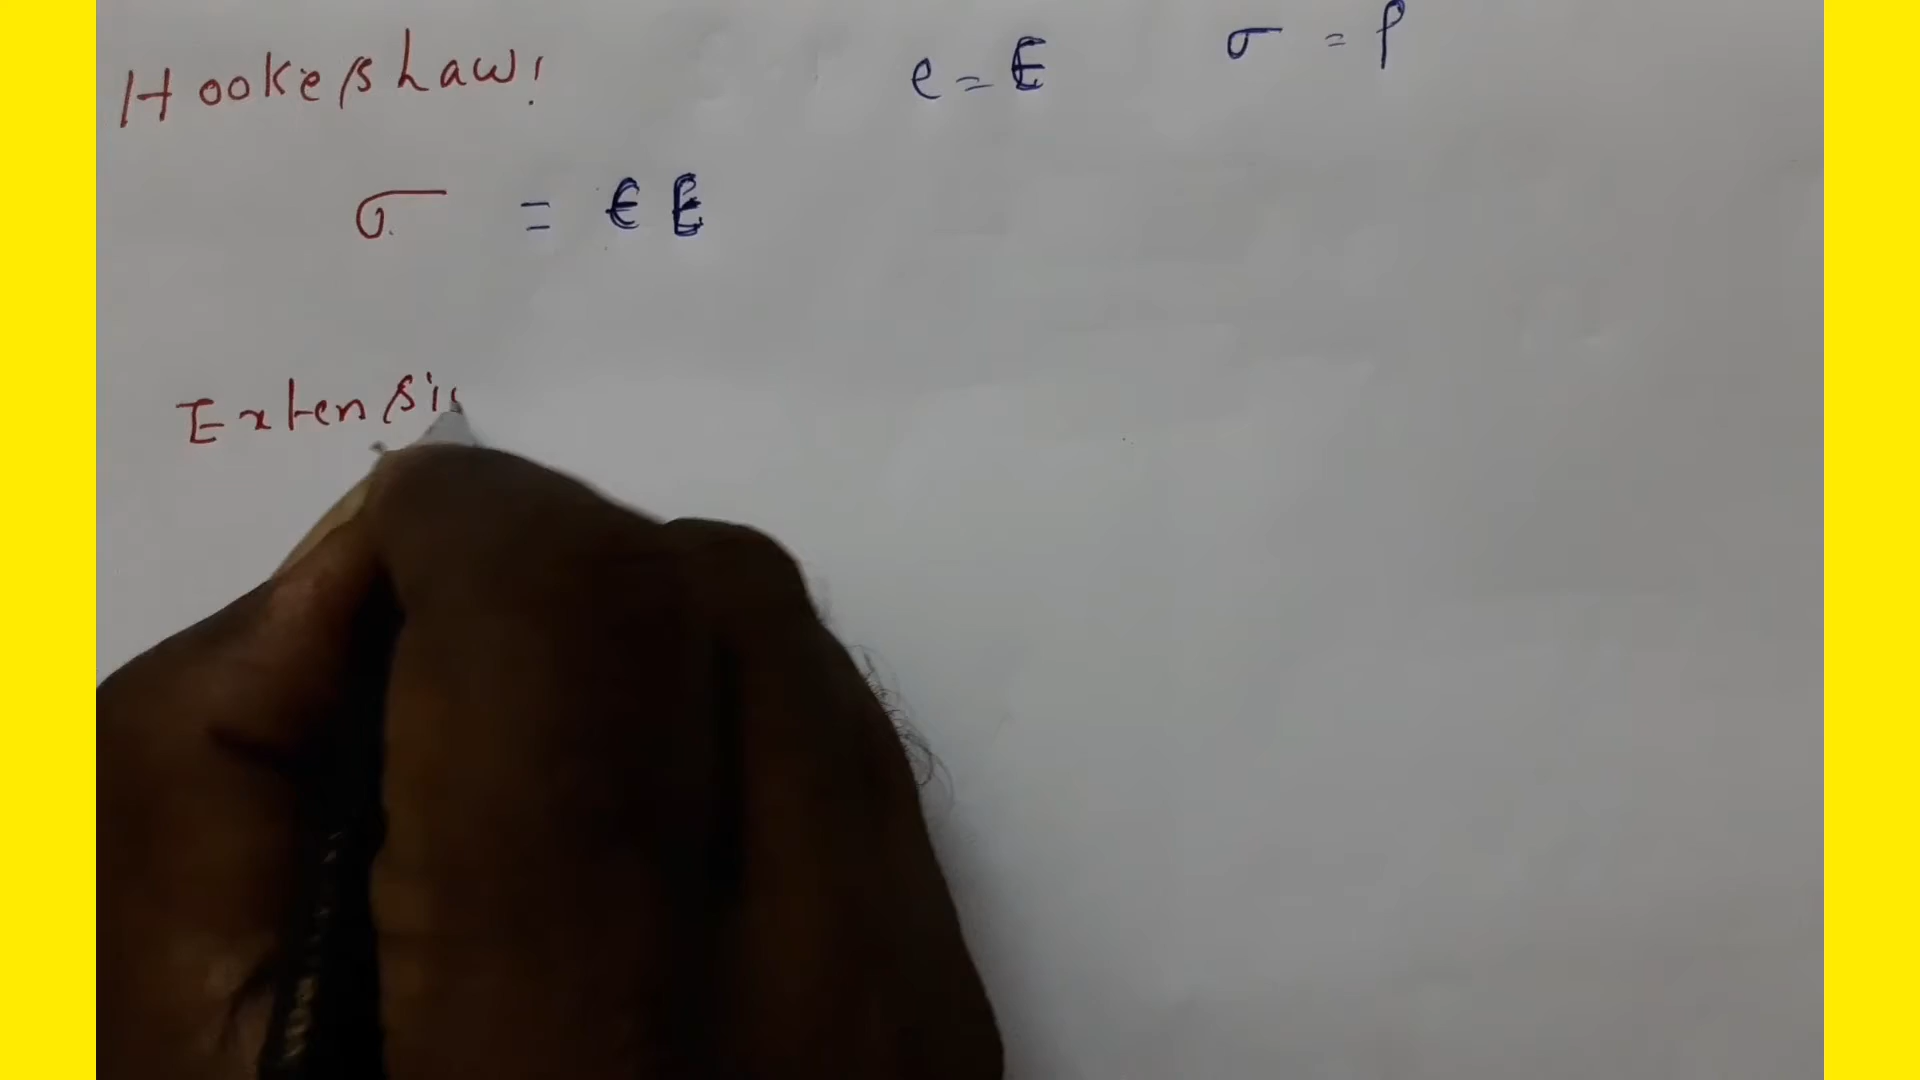 Hookes Law:
e = E σ = f
σ = ϵ E
Extensi